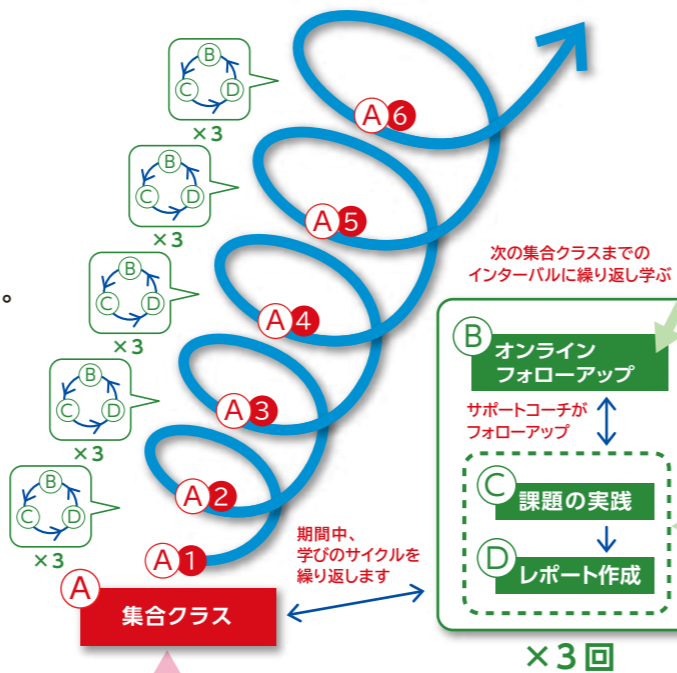 B
C D
×3
A6
B
C D
×3
A5
。
B
C D
×3
A4
B
C D
×3
A3
B
C D
×3
A2
A1
A
集合クラス
期間中、
学びのサイクルを
繰り返します
次の集合クラスまでの
インターバルに繰り返し学ぶ
B
オンライン
フォローアップ
サポートコーチが
フォローアップ
C
課題の実践
D
レポート作成
×3回